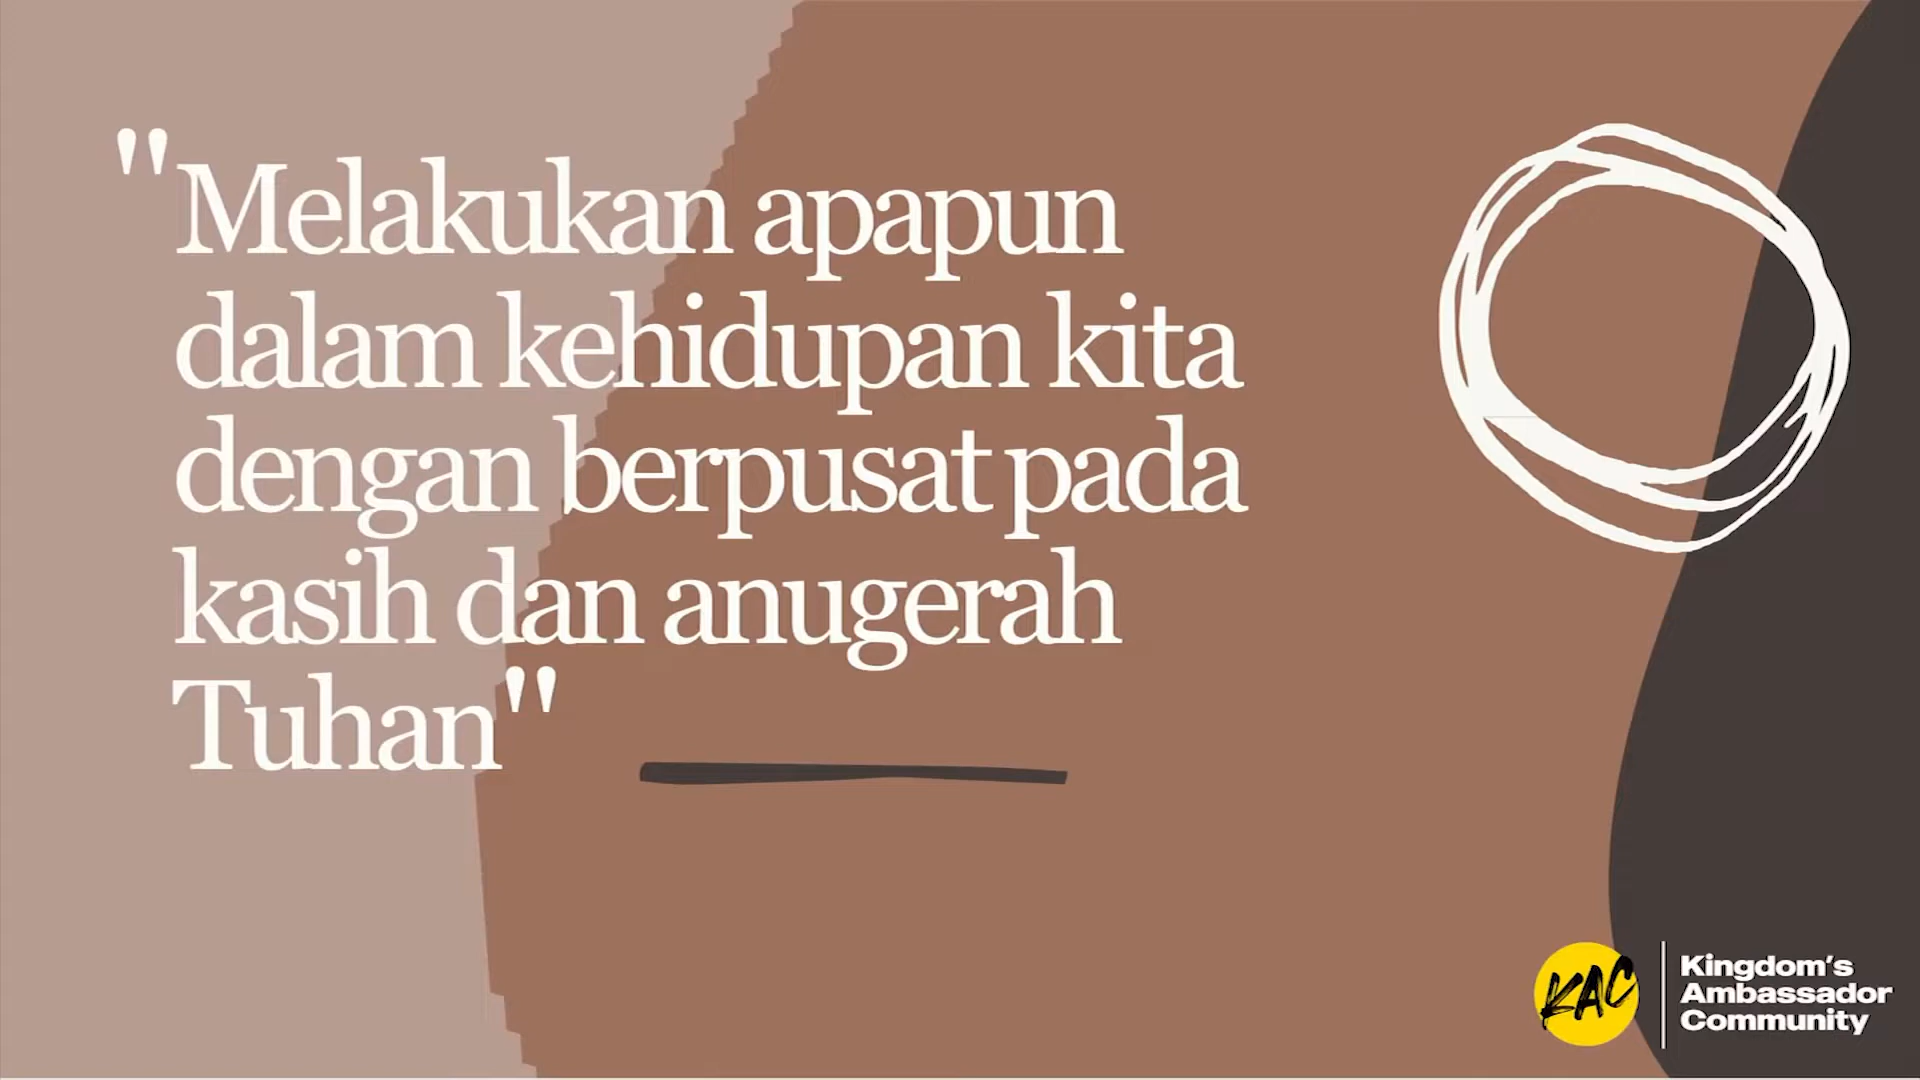 "Melakukan apapun
dalam kehidupan kita
dengan berpusat pada
kasih dan anugerah
Tuhan"
KAC
Kingdom's
Ambassador
Community